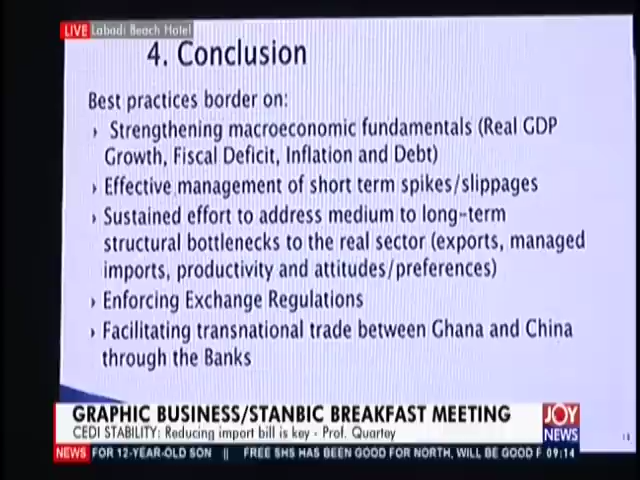 LIVE Labadi Beach Hotel
4. Conclusion
Best practices border on:
› Strengthening macroeconomic fundamentals (Real GDP
Growth, Fiscal Deficit, Inflation and Debt)
› Effective management of short term spikes/slippages
› Sustained effort to address medium to long-term
structural bottlenecks to the real sector (exports, managed
imports, productivity and attitudes/preferences)
› Enforcing Exchange Regulations
› Facilitating transnational trade between Ghana and China
through the Banks
GRAPHIC BUSINESS/STANBIC BREAKFAST MEETING
CEDI STABILITY: Reducing import bill is key - Prof. Quartey
JOY
NEWS
NEWS FOR 12-YEAR-OLD SON || FREE SHS HAS BEEN GOOD FOR NORTH, WILL BE GOOD F 09:14